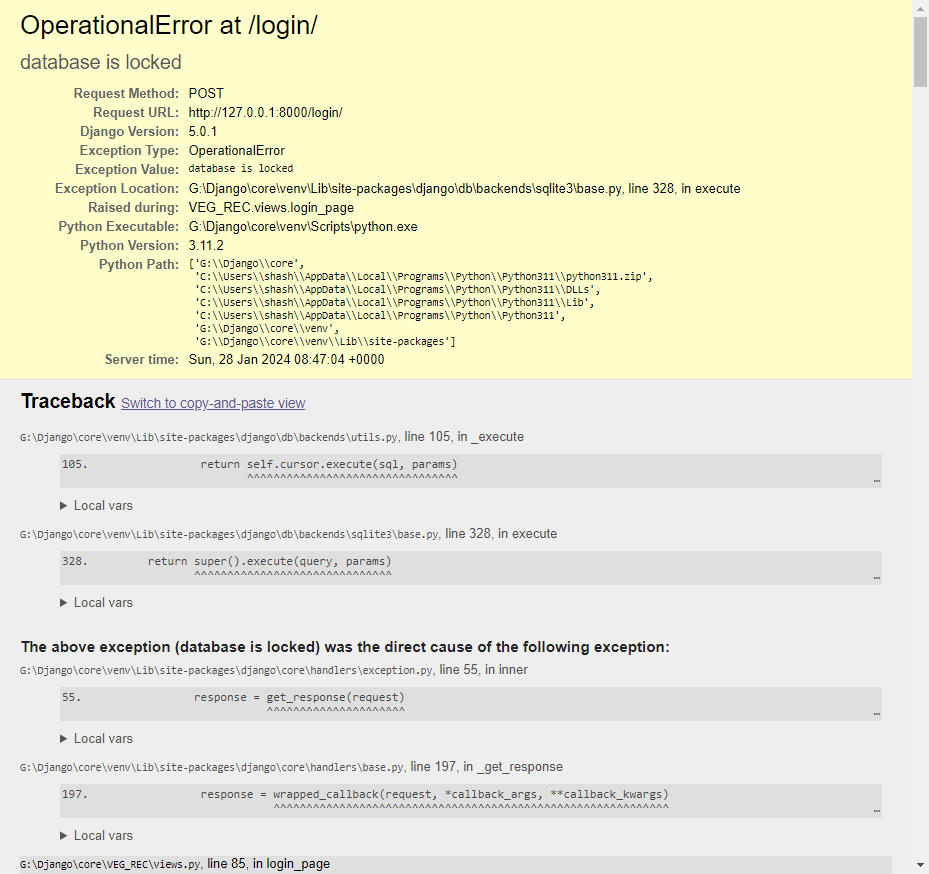 OperationalError at /login/
database is locked
Request Method: POST
Request URL: http://127.0.0.1:8000/login/
Django Version: 5.0.1
Exception Type: OperationalError
Exception Value: database is locked
Exception Location: G:\Django\core\venv\Lib\site-packages\django\db\backends\sqlite3\base.py, line 328, in execute
Raised during: VEG_REC.views.login_page
Python Executable: G:\Django\core\venv\Scripts\python.exe
Python Version: 3.11.2
Python Path: ['G:\\Django\\core',
'C:\\Users\\shash\\AppData\\Local\\Programs\\Python\\Python311\\python311.zip',
'C:\\Users\\shash\\AppData\\Local\\Programs\\Python\\Python311\\DLLs',
'C:\\Users\\shash\\AppData\\Local\\Programs\\Python\\Python311\\Lib',
'C:\\Users\\shash\\AppData\\Local\\Programs\\Python\\Python311',
'G:\\Django\\core\\venv',
'G:\\Django\\core\\venv\\Lib\\site-packages']
Server time: Sun, 28 Jan 2024 08:47:04 +0000
Traceback Switch to copy-and-paste view
G:\Django\core\venv\Lib\site-packages\django\db\backends\utils.py, line 105, in _execute
105. return self.cursor.execute(sql, params)
^^^^^^^^^^^^^^^^^^^^^^^^^^^^^^^^ …
▶ Local vars
G:\Django\core\venv\Lib\site-packages\django\db\backends\sqlite3\base.py, line 328, in execute
328. return super().execute(query, params)
^^^^^^^^^^^^^^^^^^^^^^^^^^^^^^ …
▶ Local vars
The above exception (database is locked) was the direct cause of the following exception:
G:\Django\core\venv\Lib\site-packages\django\core\handlers\exception.py, line 55, in inner
55. response = get_response(request)
^^^^^^^^^^^^^^^^^^^^^ …
▶ Local vars
G:\Django\core\venv\Lib\site-packages\django\core\handlers\base.py, line 197, in _get_response
197. response = wrapped_callback(request, *callback_args, **callback_kwargs)
^^^^^^^^^^^^^^^^^^^^^^^^^^^^^^^^^^^^^^^^^^^^^^^^^^^^^^^^^^^^ …
▶ Local vars
G:\Django\core\VEG_REC\views.py, line 85, in login_page